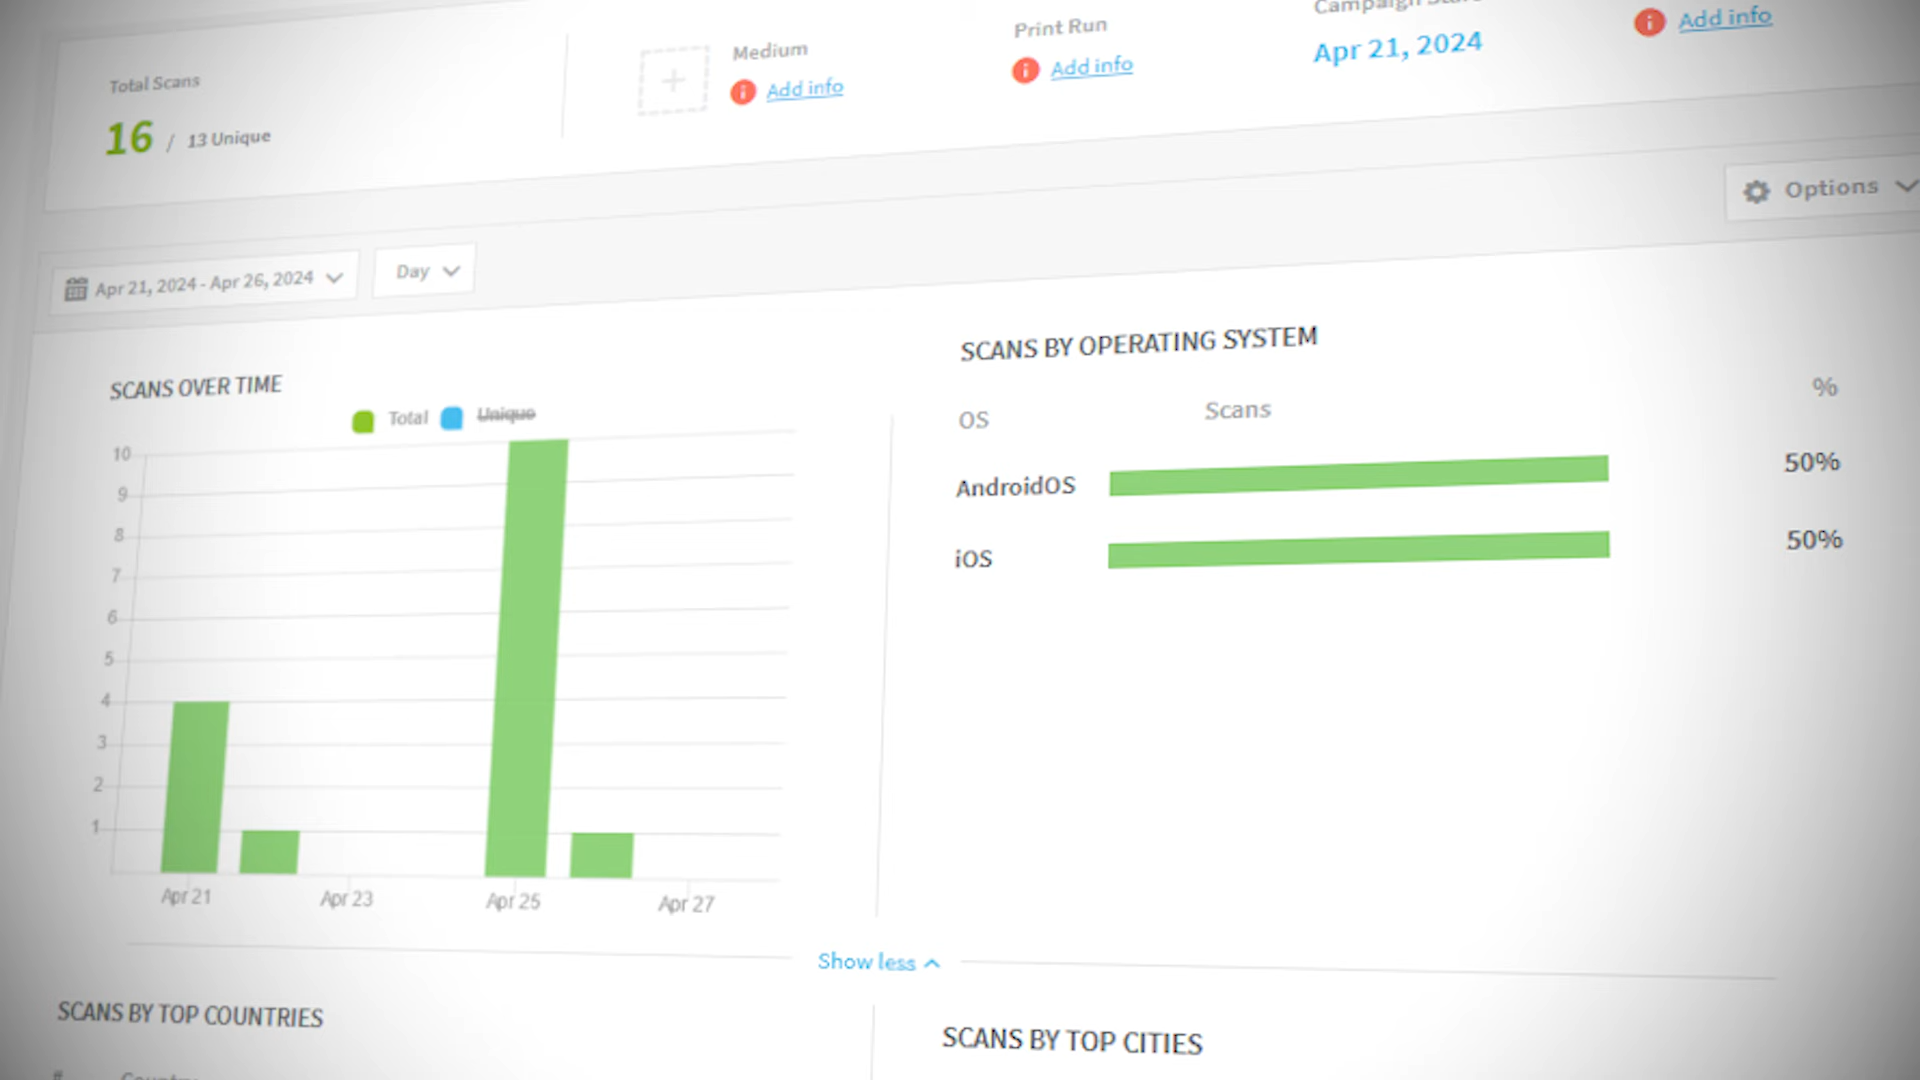 Total Scans
16 / 13 Unique
Medium
Add info
Print Run
Add info
Campaign
Apr 21, 2024
Add info
Options
Apr 21, 2024 - Apr 26, 2024
Day
SCANS OVER TIME
Total Unique
10
9
8
7
6
5
4
3
2
1
Apr 21 Apr 23 Apr 25 Apr 27
SCANS BY OPERATING SYSTEM
OS Scans %
AndroidOS 50%
iOS 50%
Show less
SCANS BY TOP COUNTRIES
# Country
SCANS BY TOP CITIES